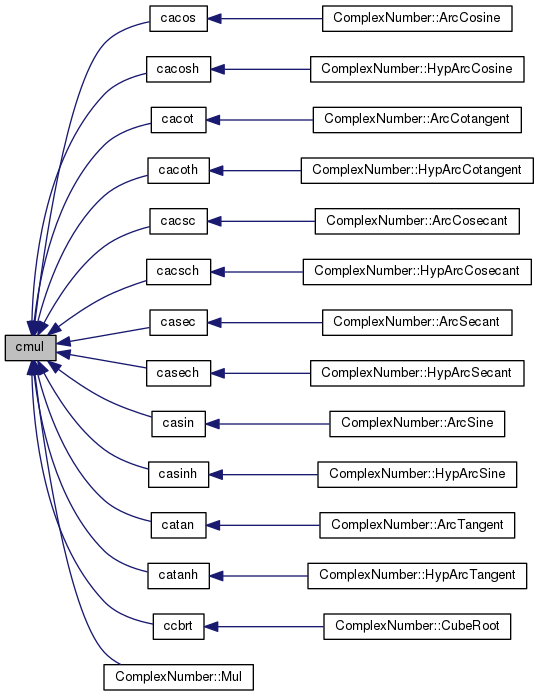 cacos
ComplexNumber::ArcCosine
cacosh
ComplexNumber::HypArcCosine
cacot
ComplexNumber::ArcCotangent
cacoth
ComplexNumber::HypArcCotangent
cacsc
ComplexNumber::ArcCosecant
cacsch
ComplexNumber::HypArcCosecant
casec
ComplexNumber::ArcSecant
cmul
casech
ComplexNumber::HypArcSecant
casin
ComplexNumber::ArcSine
casinh
ComplexNumber::HypArcSine
catan
ComplexNumber::ArcTangent
catanh
ComplexNumber::HypArcTangent
ccbrt
ComplexNumber::CubeRoot
ComplexNumber::Mul